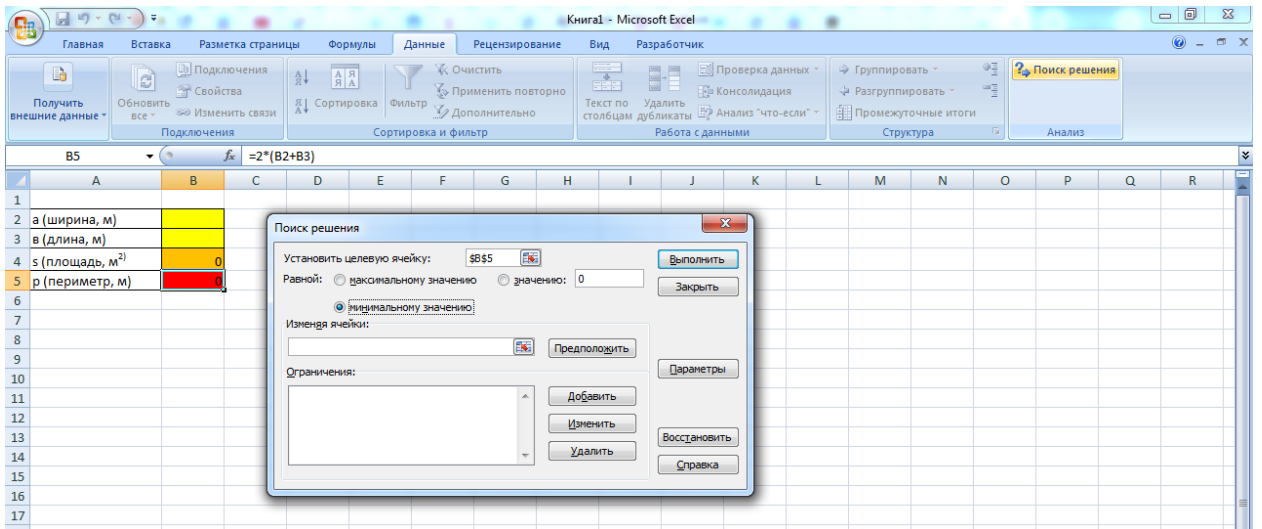 Книга1 - Microsoft Excel
Главная Вставка Разметка страницы Формулы Данные Рецензирование Вид Разработчик
Получить внешние данные
Обновить все
Подключения
Свойства
Изменить связи
Подключения
Сортировка
Фильтр
Очистить
Применить повторно
Дополнительно
Сортировка и фильтр
Текст по столбцам
Удалить дубликаты
Проверка данных
Консолидация
Анализ "что-если"
Работа с данными
Группировать
Разгруппировать
Промежуточные итоги
Структура
Поиск решения
Анализ
B5 fx =2*(B2+B3)
A B C D E F G H I J K L M N O P Q R
1
2 а (ширина, м)
3 в (длина, м)
4 s (площадь, м2) 0
5 р (периметр, м) 0
6
7
8
9
10
11
12
13
14
15
16
17
Поиск решения
Установить целевую ячейку: $B$5
Равной: максимальному значению значению: 0
минимальному значению
Изменяя ячейки:
Предположить
Ограничения:
Добавить
Изменить
Удалить
Выполнить
Закрыть
Параметры
Восстановить
Справка